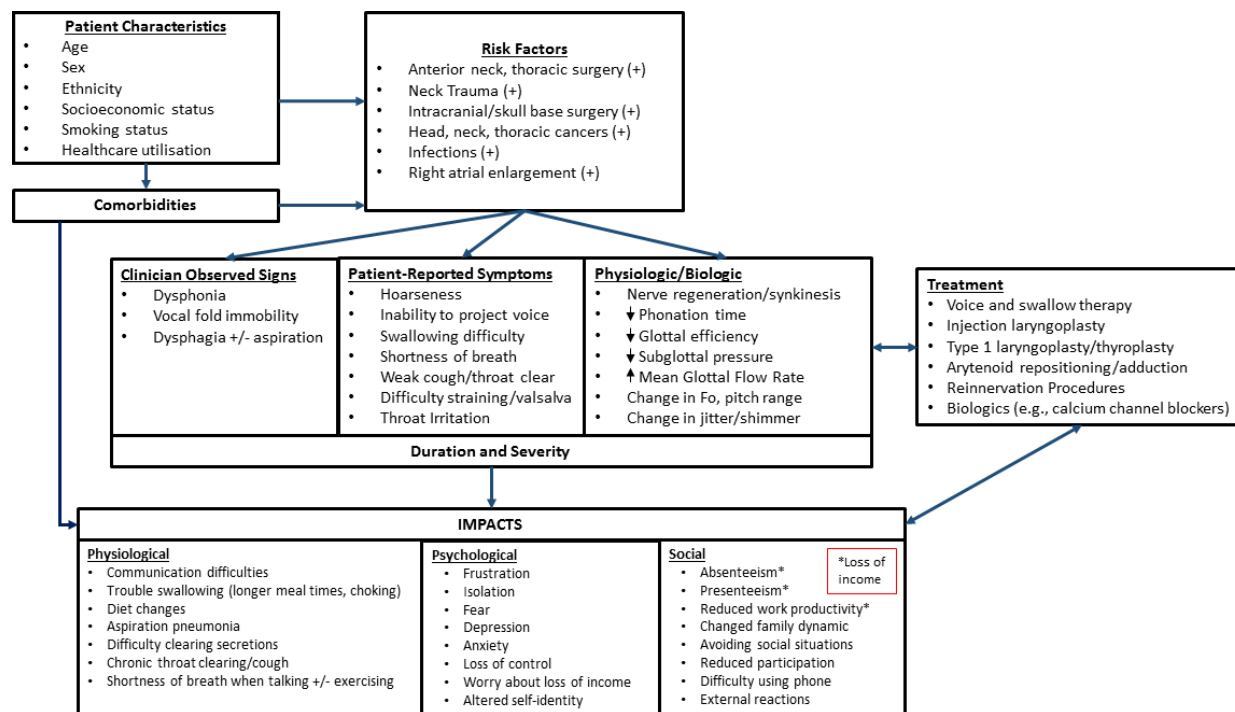 Patient Characteristics
• Age
• Sex
• Ethnicity
• Socioeconomic status
• Smoking status
• Healthcare utilisation
Comorbidities
Risk Factors
• Anterior neck, thoracic surgery (+)
• Neck Trauma (+)
• Intracranial/skull base surgery (+)
• Head, neck, thoracic cancers (+)
• Infections (+)
• Right atrial enlargement (+)
Clinician Observed Signs
• Dysphonia
• Vocal fold immobility
• Dysphagia +/- aspiration
Patient-Reported Symptoms
• Hoarseness
• Inability to project voice
• Swallowing difficulty
• Shortness of breath
• Weak cough/throat clear
• Difficulty straining/valsalva
• Throat Irritation
Physiologic/Biologic
• Nerve regeneration/synkinesis
• ↓ Phonation time
• ↓ Glottal efficiency
• ↓ Subglottal pressure
• ↑ Mean Glottal Flow Rate
• Change in Fo, pitch range
• Change in jitter/shimmer
Duration and Severity
Treatment
• Voice and swallow therapy
• Injection laryngoplasty
• Type 1 laryngoplasty/thyroplasty
• Arytenoid repositioning/adduction
• Reinnervation Procedures
• Biologics (e.g., calcium channel blockers)
IMPACTS
Physiological
• Communication difficulties
• Trouble swallowing (longer meal times, choking)
• Diet changes
• Aspiration pneumonia
• Difficulty clearing secretions
• Chronic throat clearing/cough
• Shortness of breath when talking +/- exercising
Psychological
• Frustration
• Isolation
• Fear
• Depression
• Anxiety
• Loss of control
• Worry about loss of income
• Altered self-identity
Social
• Absenteeism*
• Presenteeism*
• Reduced work productivity*
• Changed family dynamic
• Avoiding social situations
• Reduced participation
• Difficulty using phone
• External reactions
*Loss of
income